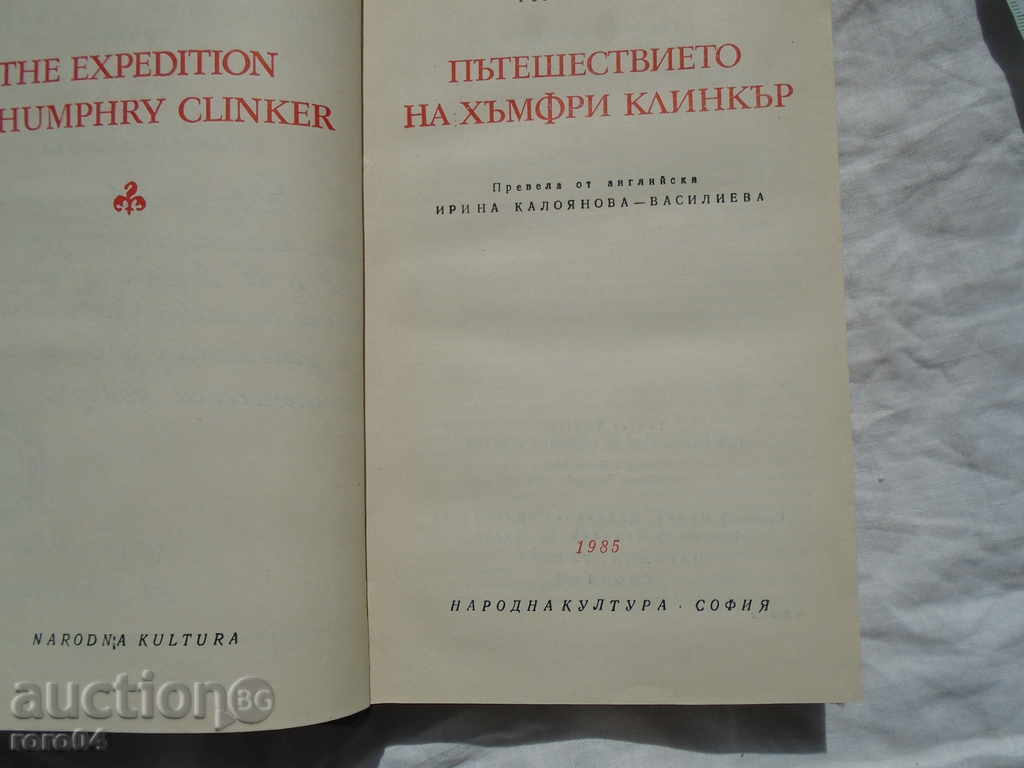 THE EXPEDITION
HUMPHRY CLINKER
NARODNA KULTURA
ПЪТЕШЕСТВИЕТО
НА ХЪМФРИ КЛИНКЪР
Превела от английски
ИРИНА КАЛОЯНОВА—ВАСИЛИЕВА
1985
НАРОДНА КУЛТУРА · СОФИЯ
auction BG
roro04